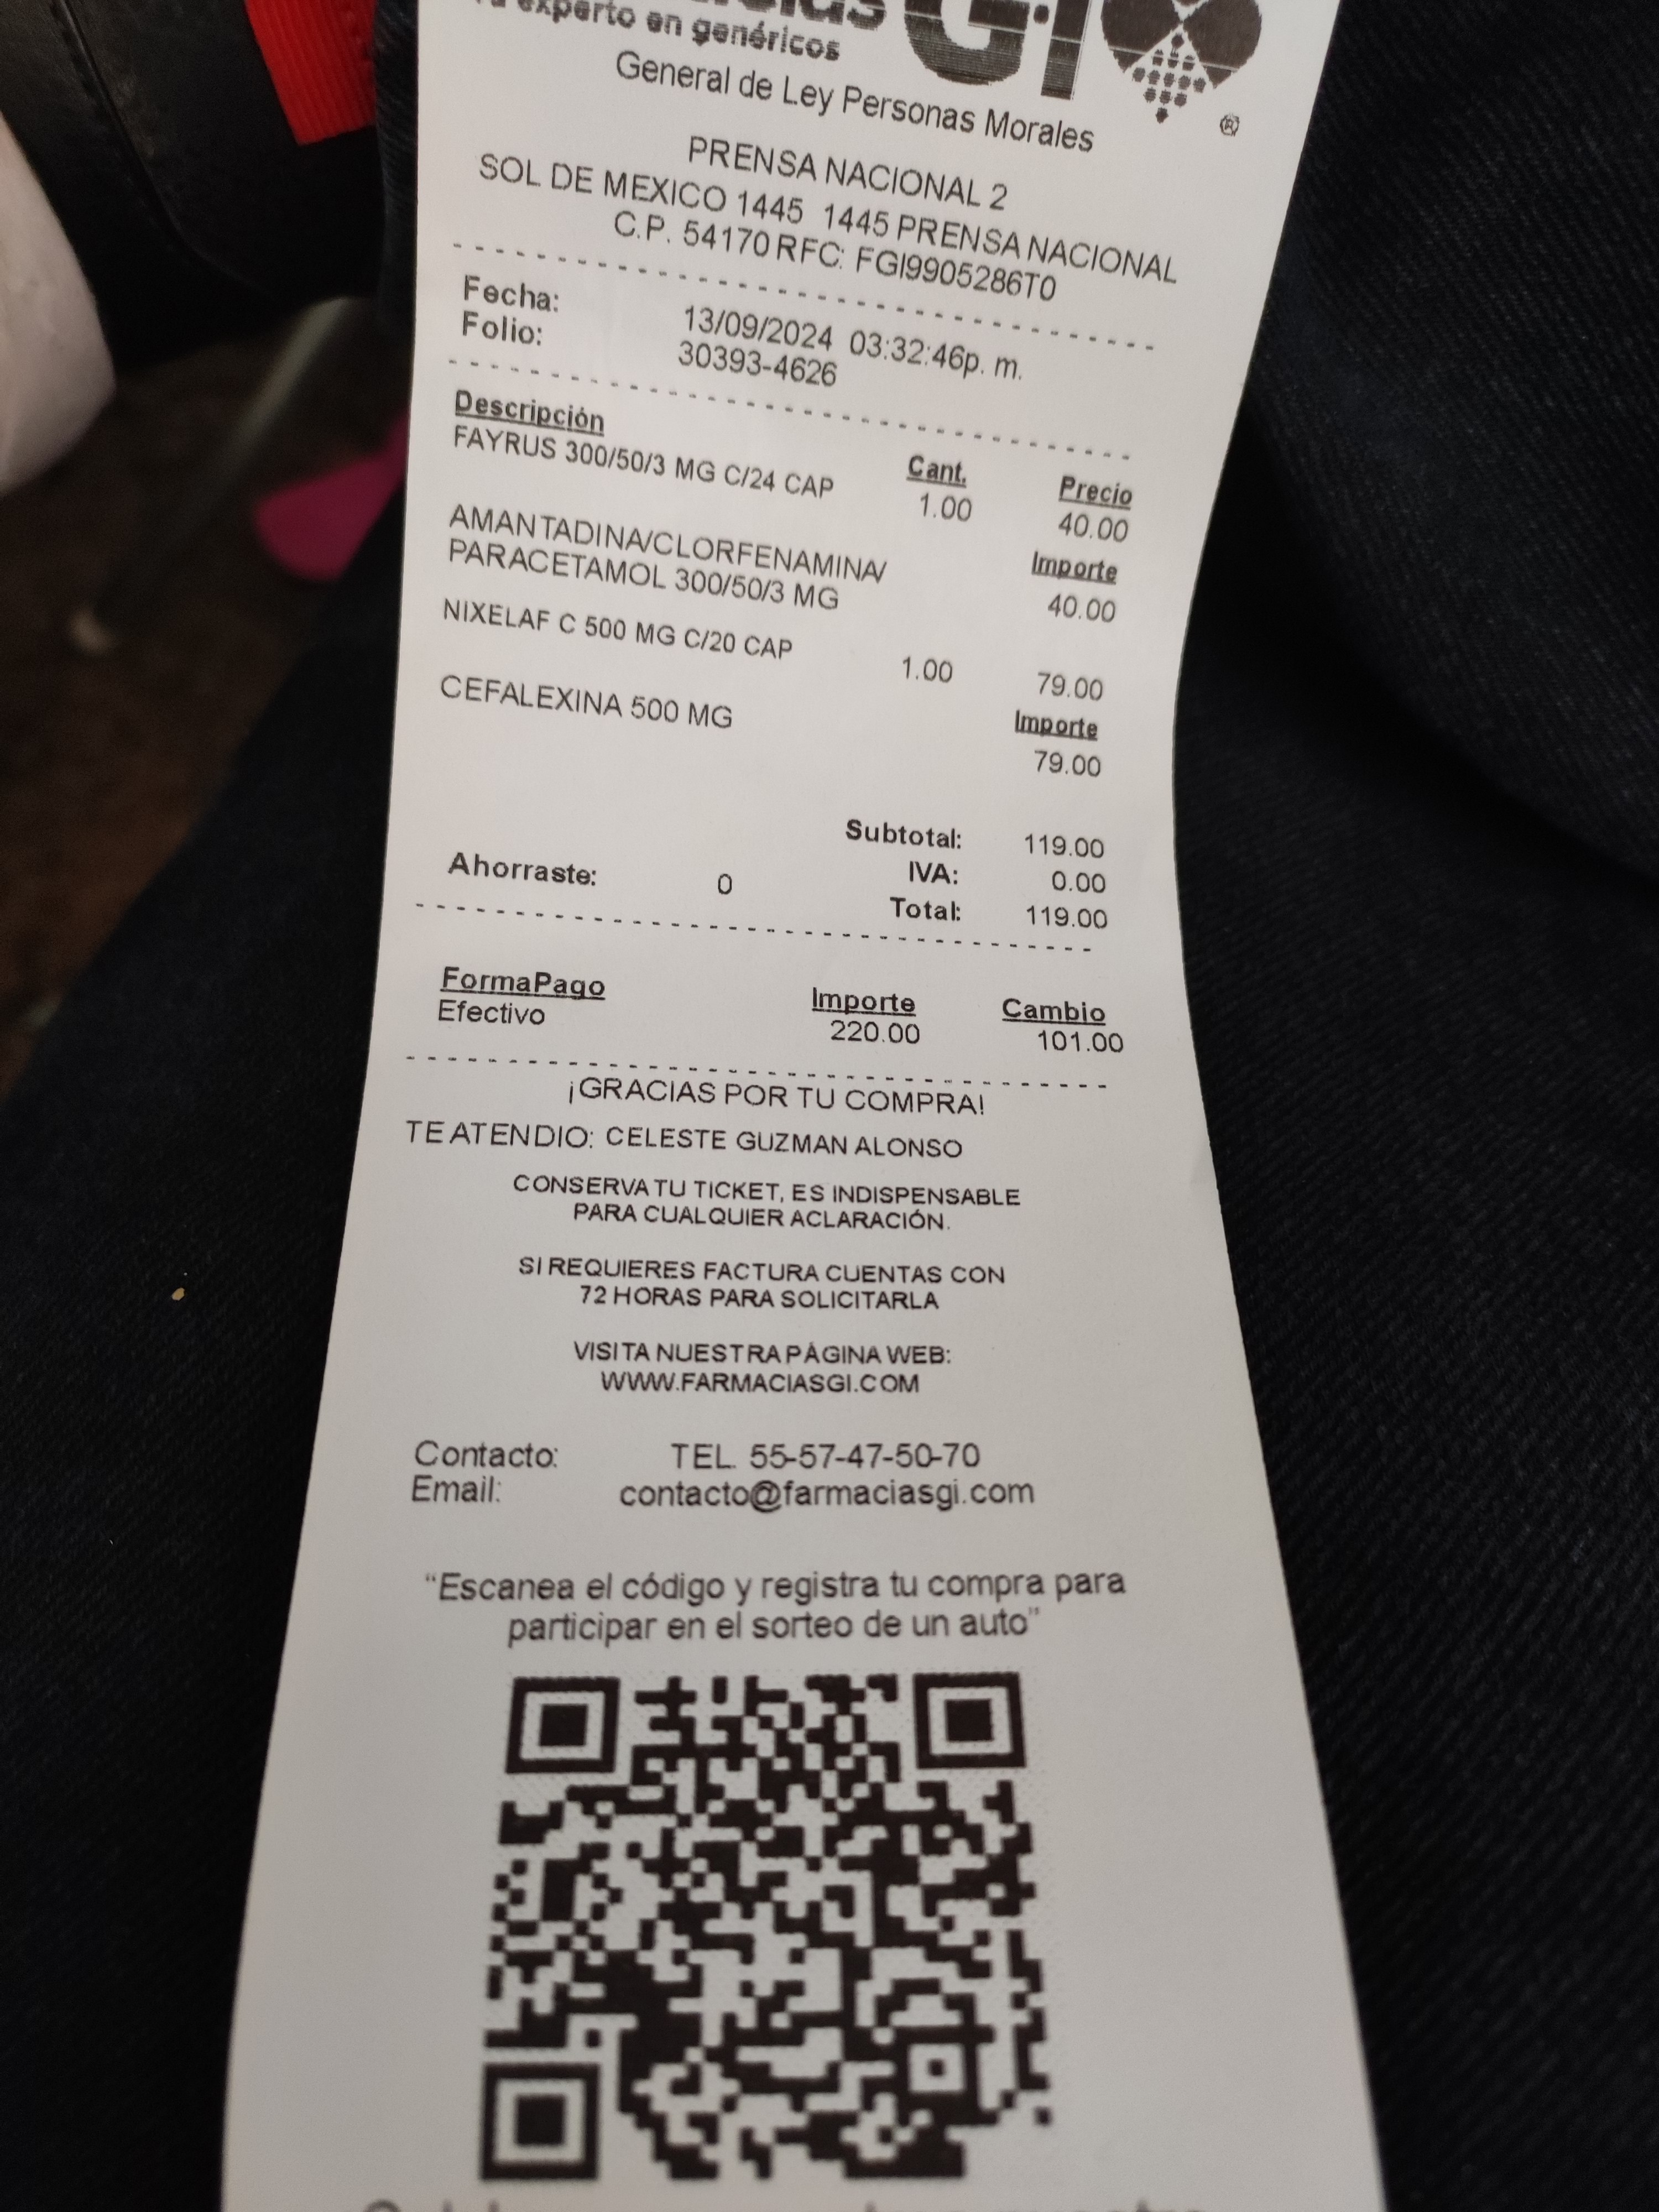 experto en genéricos
GI
®
General de Ley Personas Morales
PRENSA NACIONAL 2
SOL DE MEXICO 1445 1445 PRENSA NACIONAL
C.P. 54170 RFC: FGI9905286T0
Fecha: 13/09/2024 03:32:46p. m.
Folio: 30393-4626
Descripción Cant. Precio
FAYRUS 300/50/3 MG C/24 CAP 1.00 40.00
AMANTADINA/CLORFENAMINA/ Importe
PARACETAMOL 300/50/3 MG 40.00
NIXELAF C 500 MG C/20 CAP 1.00 79.00
CEFALEXINA 500 MG Importe
79.00
Subtotal: 119.00
IVA: 0.00
Ahorraste: 0 Total: 119.00
FormaPago Importe Cambio
Efectivo 220.00 101.00
¡GRACIAS POR TU COMPRA!
TE ATENDIO: CELESTE GUZMAN ALONSO
CONSERVA TU TICKET, ES INDISPENSABLE
PARA CUALQUIER ACLARACIÓN.
SI REQUIERES FACTURA CUENTAS CON
72 HORAS PARA SOLICITARLA
VISITA NUESTRA PÁGINA WEB:
WWW.FARMACIASGI.COM
Contacto: TEL. 55-57-47-50-70
Email: contacto@farmaciasgi.com
“Escanea el código y registra tu compra para
participar en el sorteo de un auto”